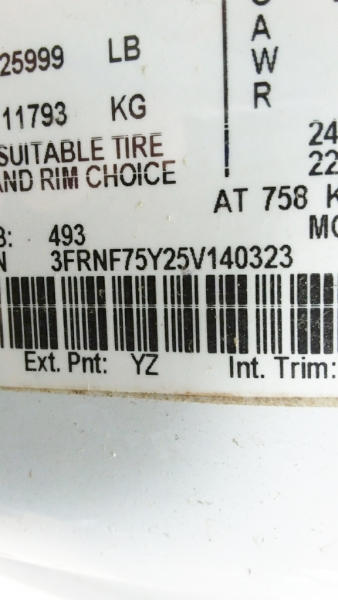 25999 LB
11793 KG
SUITABLE TIRE
AND RIM CHOICE
G
A
W
R
24
22
AT 758 K
MO
B: 493
N 3FRNF75Y25V140323
Ext. Pnt: YZ Int. Trim: